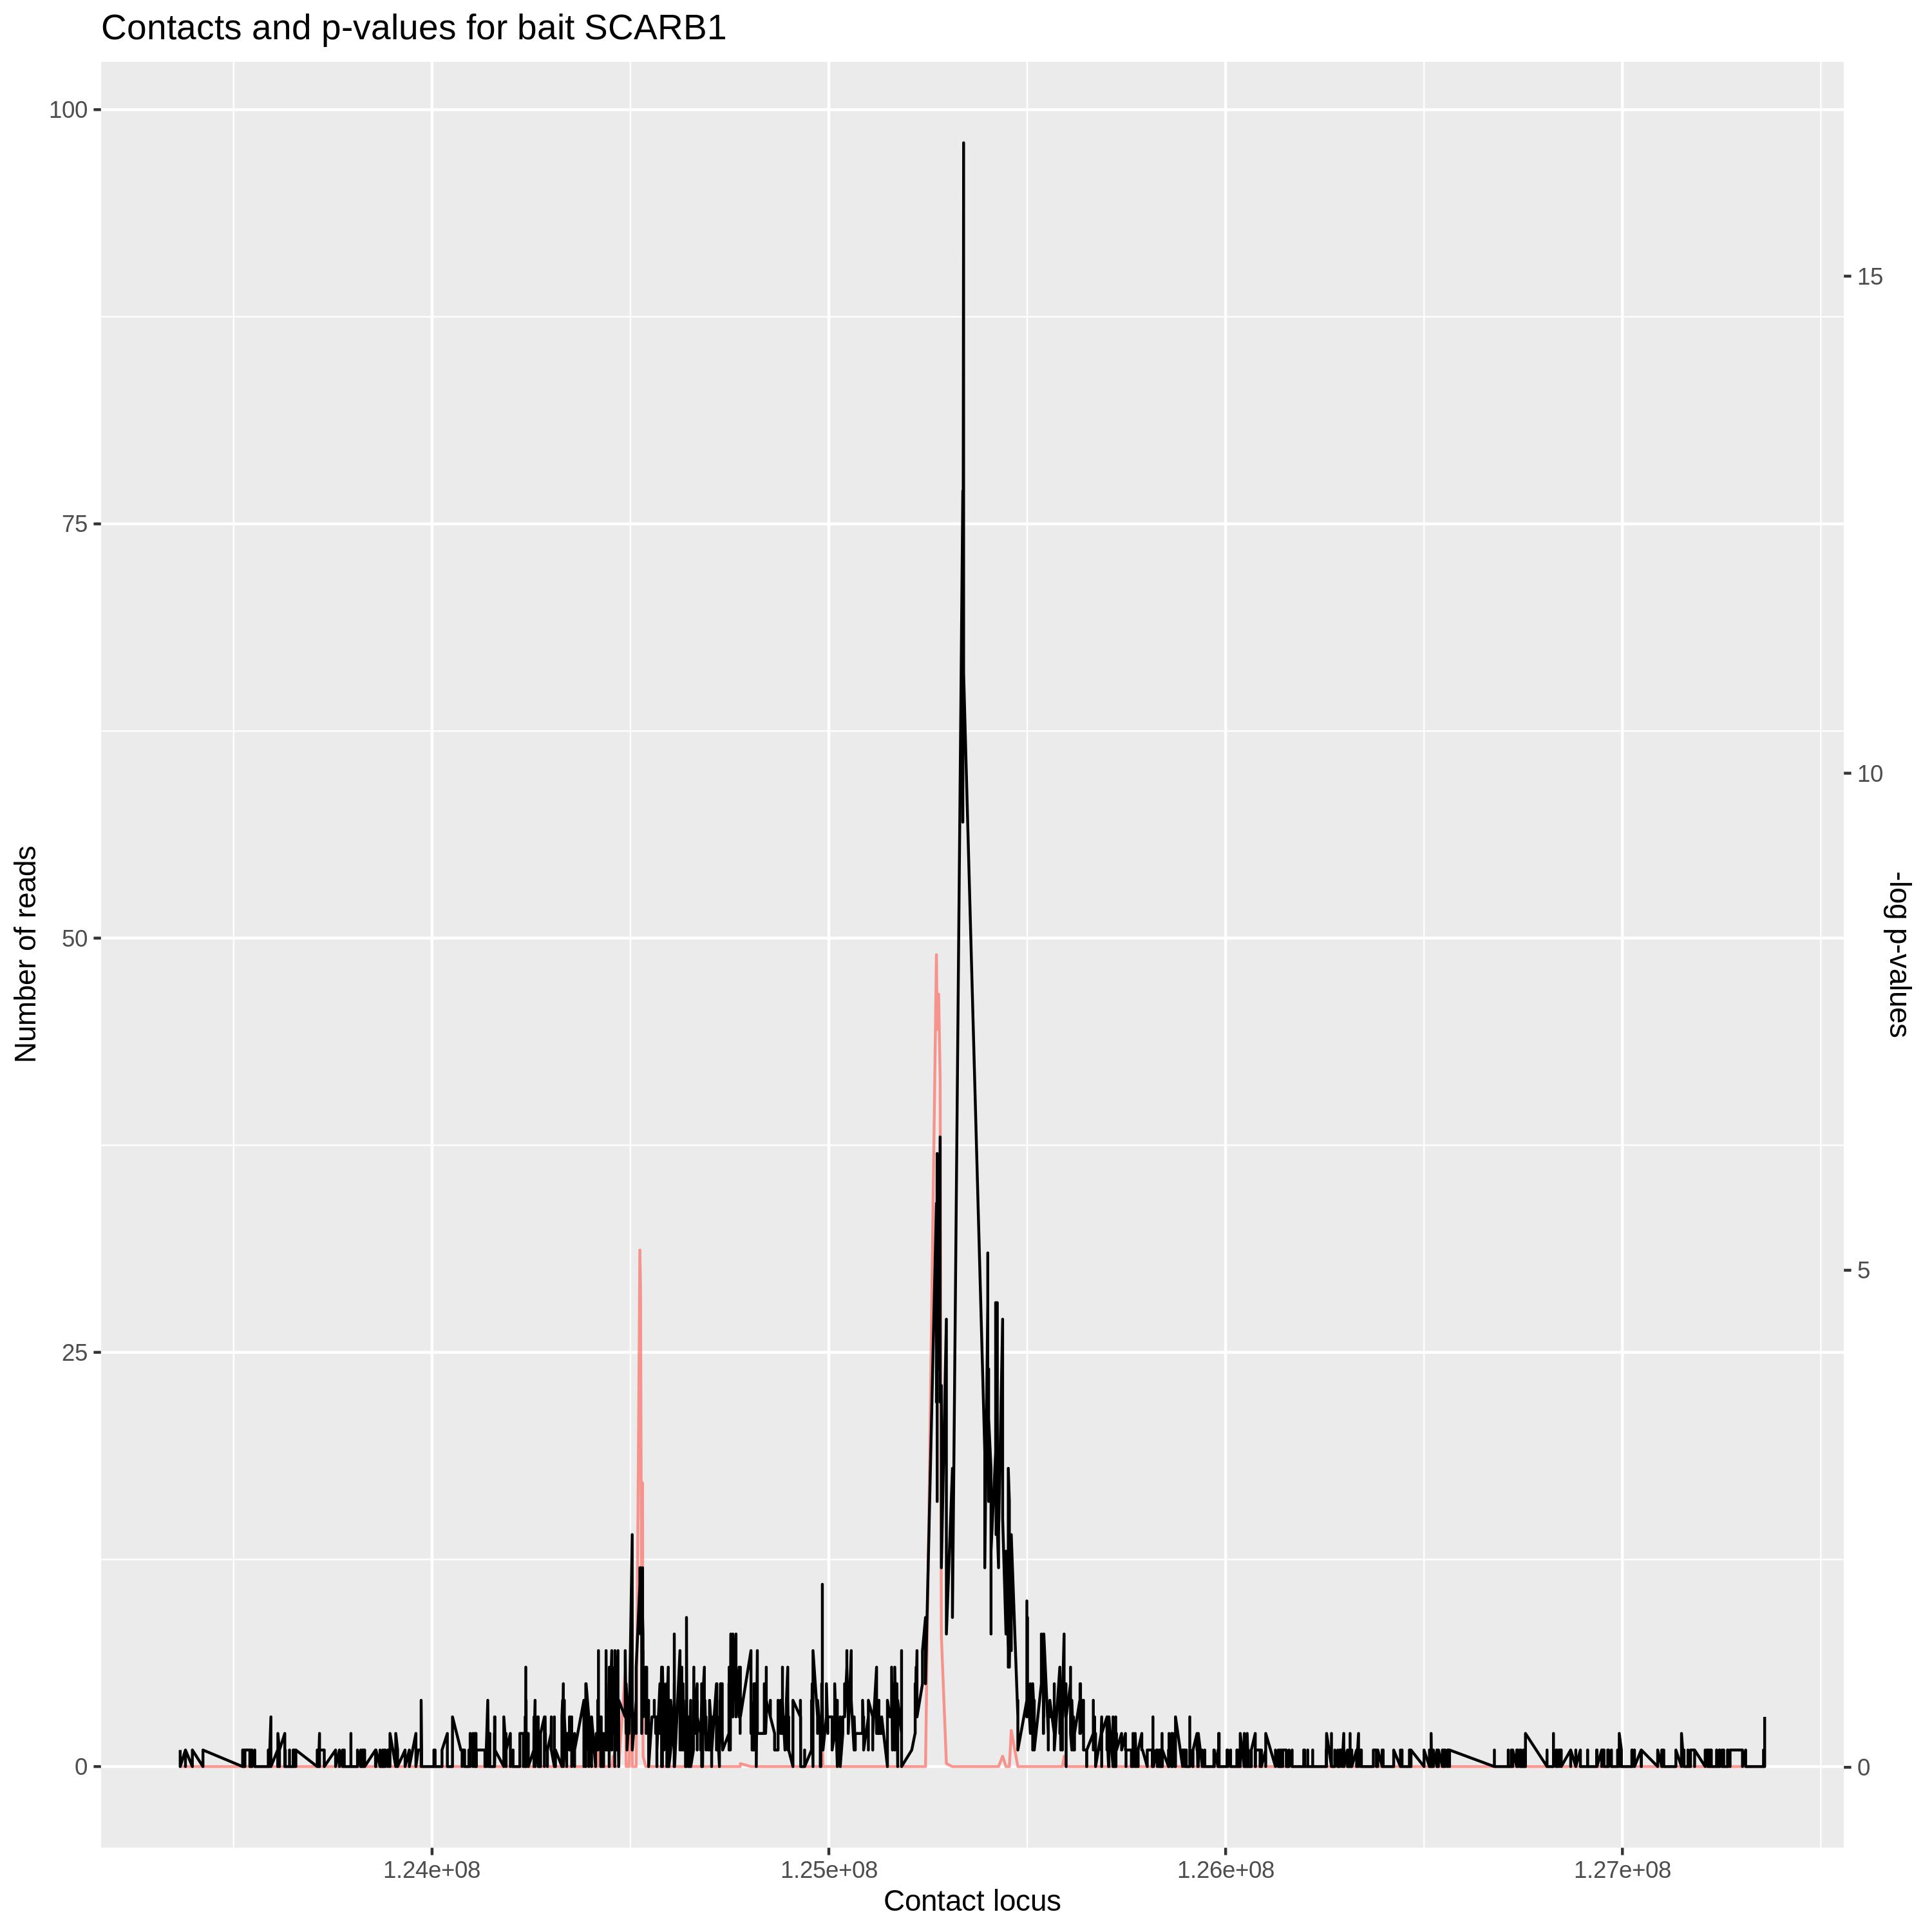 Contacts and p-values for bait SCARB1
100
75
50
25
0
Number of reads
15
10
5
0
-log p-values
1.24e+08
1.25e+08
1.26e+08
1.27e+08
Contact locus